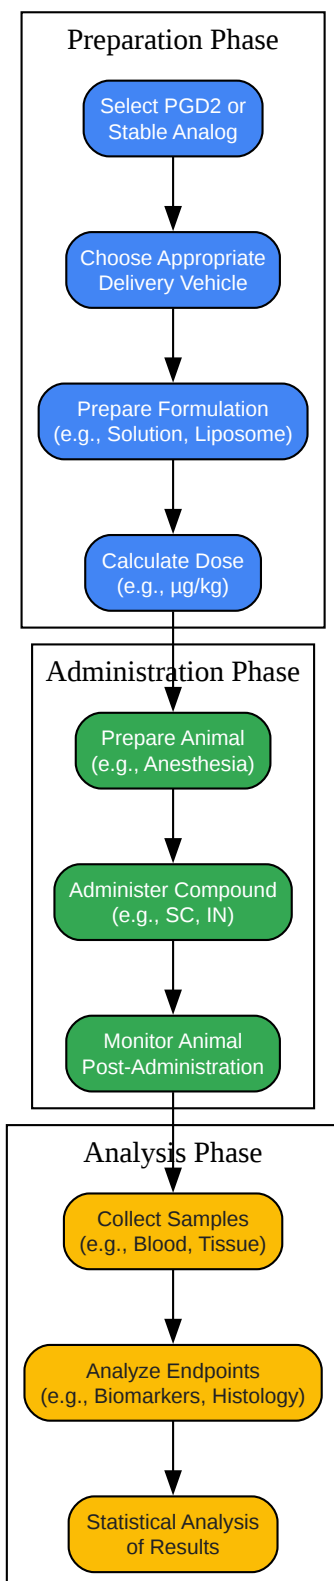 Preparation Phase
Select PGD2 or
Stable Analog
Choose Appropriate
Delivery Vehicle
Prepare Formulation
(e.g., Solution, Liposome)
Calculate Dose
(e.g., µg/kg)
Administration Phase
Prepare Animal
(e.g., Anesthesia)
Administer Compound
(e.g., SC, IN)
Monitor Animal
Post-Administration
Analysis Phase
Collect Samples
(e.g., Blood, Tissue)
Analyze Endpoints
(e.g., Biomarkers, Histology)
Statistical Analysis
of Results